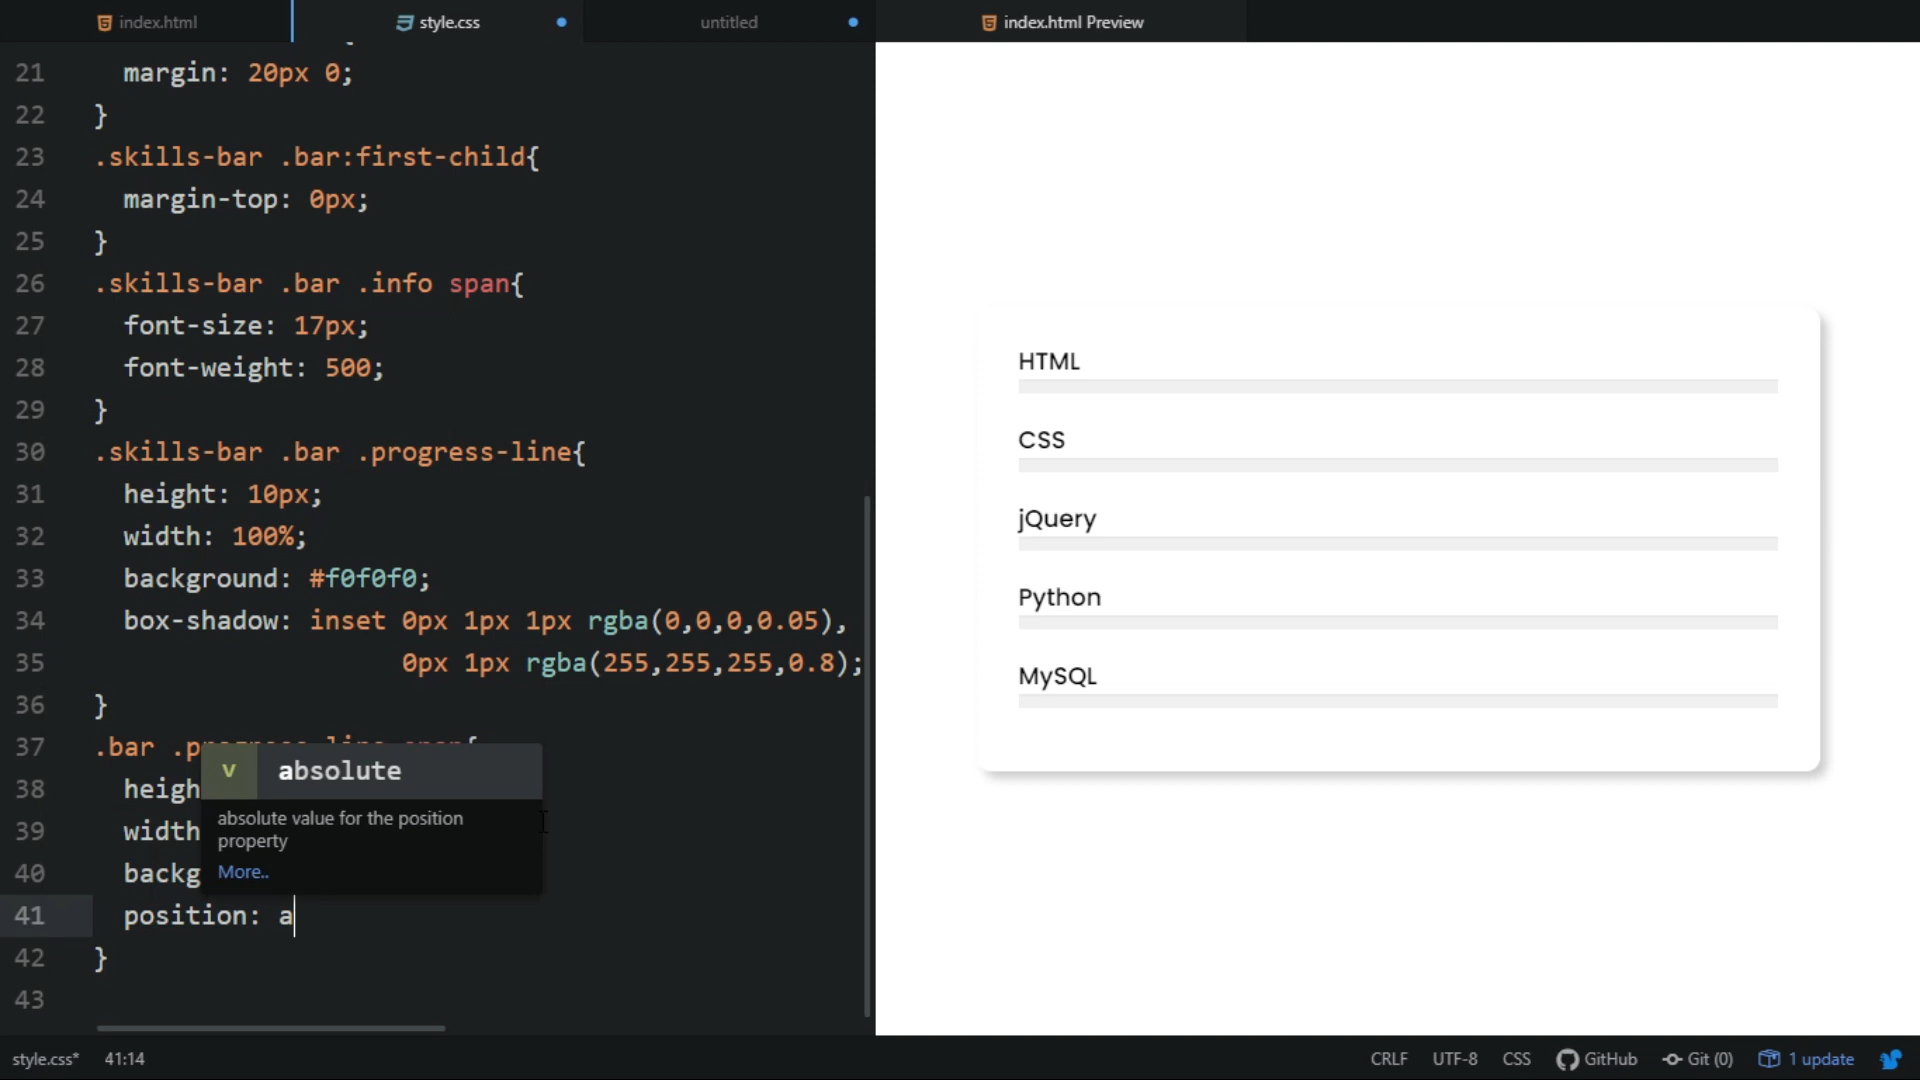 index.html
style.css
untitled
index.html Preview
{
21 margin: 20px 0;
22 }
23 .skills-bar .bar:first-child{
24 margin-top: 0px;
25 }
26 .skills-bar .bar .info span{
27 font-size: 17px;
28 font-weight: 500;
29 }
30 .skills-bar .bar .progress-line{
31 height: 10px;
32 width: 100%;
33 background: #f0f0f0;
34 box-shadow: inset 0px 1px 1px rgba(0,0,0,0.05),
35 0px 1px rgba(255,255,255,0.8);
36 }
37 .bar .progress-line span{
v absolute
38 heigh
absolute value for the position
39 width
property
40 backg
More..
41 position: a
42 }
43
HTML
CSS
jQuery
Python
MySQL
style.css* 41:14
CRLF UTF-8 CSS GitHub Git (0) 1 update